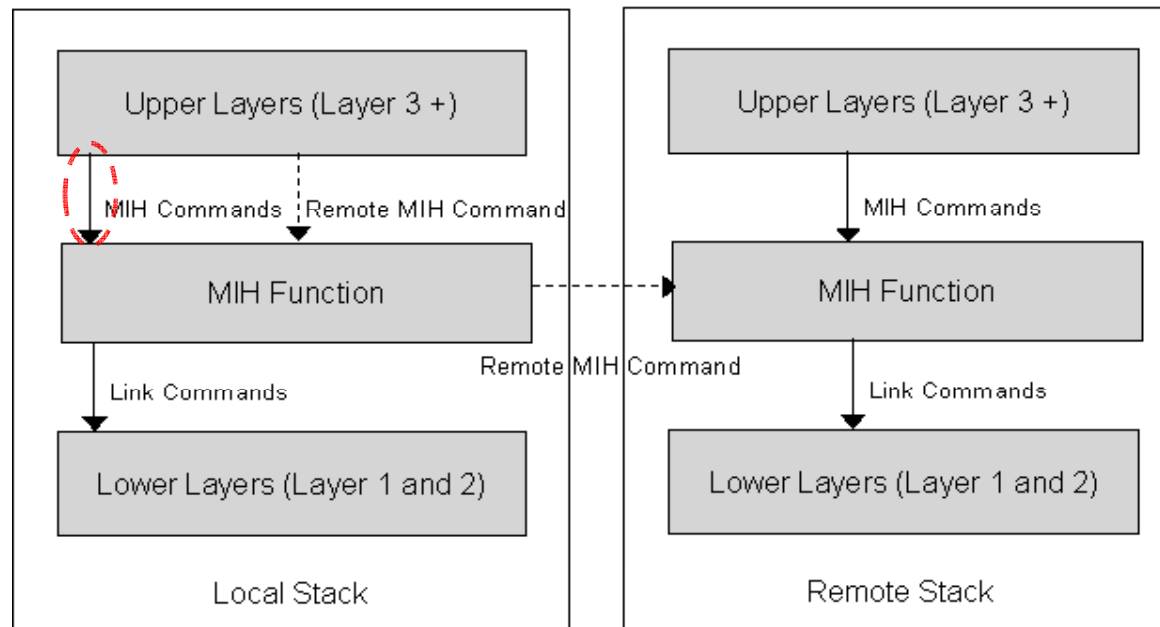 Upper Layers (Layer 3 +)
MIH Commands
Remote MIH Command
MIH Function
Link Commands
Lower Layers (Layer 1 and 2)
Local Stack
Remote MIH Command
Upper Layers (Layer 3 +)
MIH Commands
MIH Function
Link Commands
Lower Layers (Layer 1 and 2)
Remote Stack